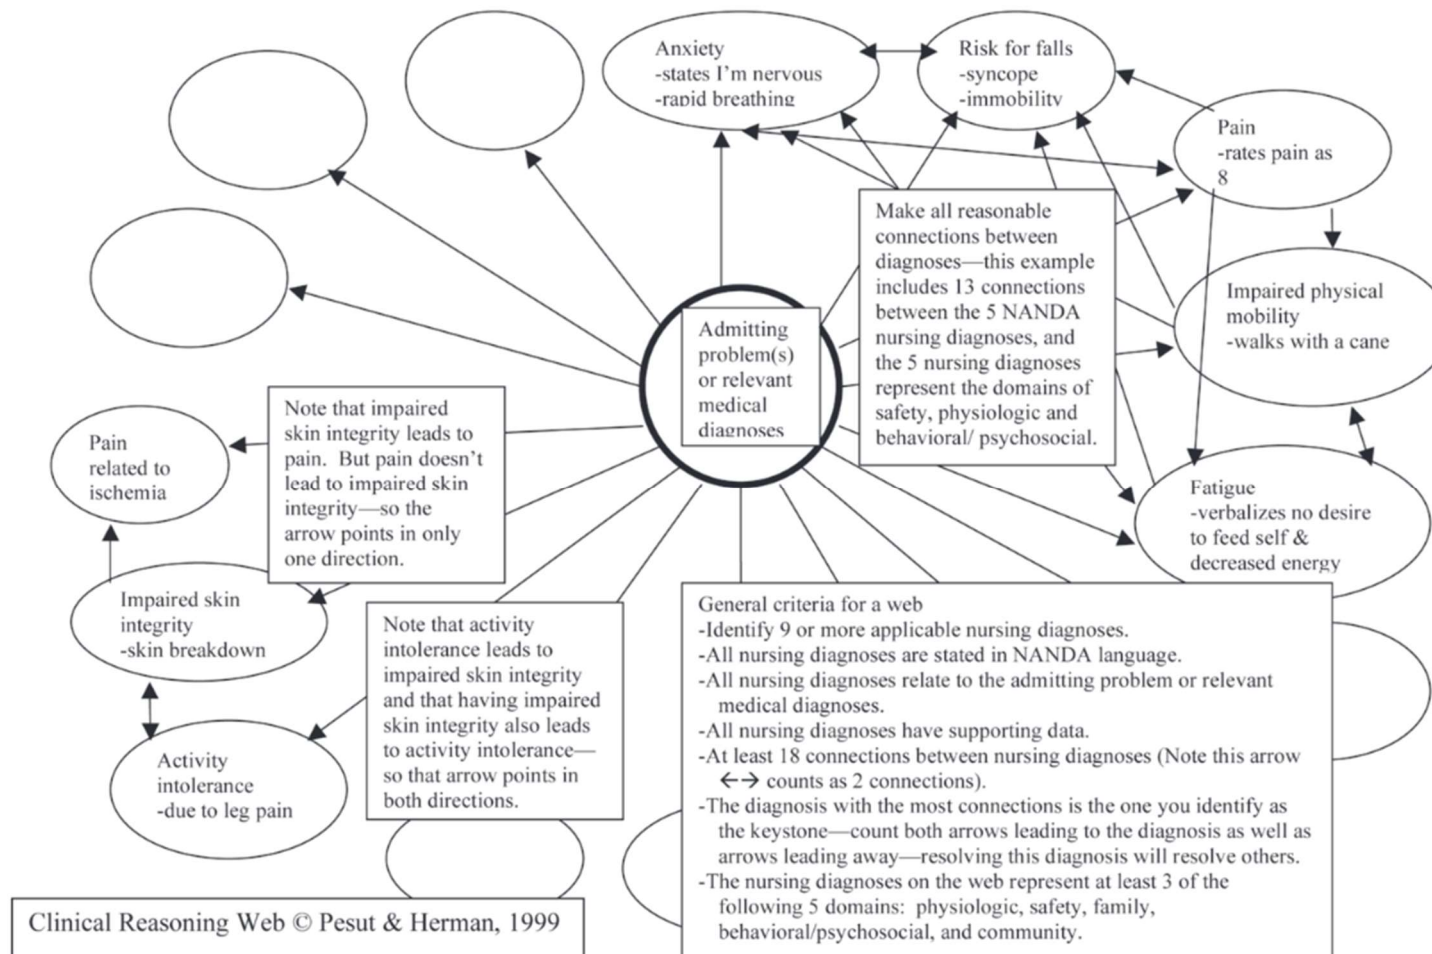 Anxiety
-states I'm nervous
-rapid breathing
Risk for falls
-syncope
-immobility
Pain
-rates pain as
8
Make all reasonable
connections between
diagnoses—this example
includes 13 connections
between the 5 NANDA
nursing diagnoses, and
the 5 nursing diagnoses
represent the domains of
safety, physiologic and
behavioral/ psychosocial.
Impaired physical
mobility
-walks with a cane
Admitting
problem(s)
or relevant
medical
diagnoses
Note that impaired
skin integrity leads to
pain.  But pain doesn't
lead to impaired skin
integrity—so the
arrow points in only
one direction.
Pain
related to
ischemia
Fatigue
-verbalizes no desire
to feed self &
decreased energy
Impaired skin
integrity
-skin breakdown
Note that activity
intolerance leads to
impaired skin integrity
and that having impaired
skin integrity also leads
to activity intolerance—
so that arrow points in
both directions.
Activity
intolerance
-due to leg pain
General criteria for a web
-Identify 9 or more applicable nursing diagnoses.
-All nursing diagnoses are stated in NANDA language.
-All nursing diagnoses relate to the admitting problem or relevant
medical diagnoses.
-All nursing diagnoses have supporting data.
-At least 18 connections between nursing diagnoses (Note this arrow
←→ counts as 2 connections).
-The diagnosis with the most connections is the one you identify as
the keystone—count both arrows leading to the diagnosis as well as
arrows leading away—resolving this diagnosis will resolve others.
-The nursing diagnoses on the web represent at least 3 of the
following 5 domains:  physiologic, safety, family,
behavioral/psychosocial, and community.
Clinical Reasoning Web © Pesut & Herman, 1999